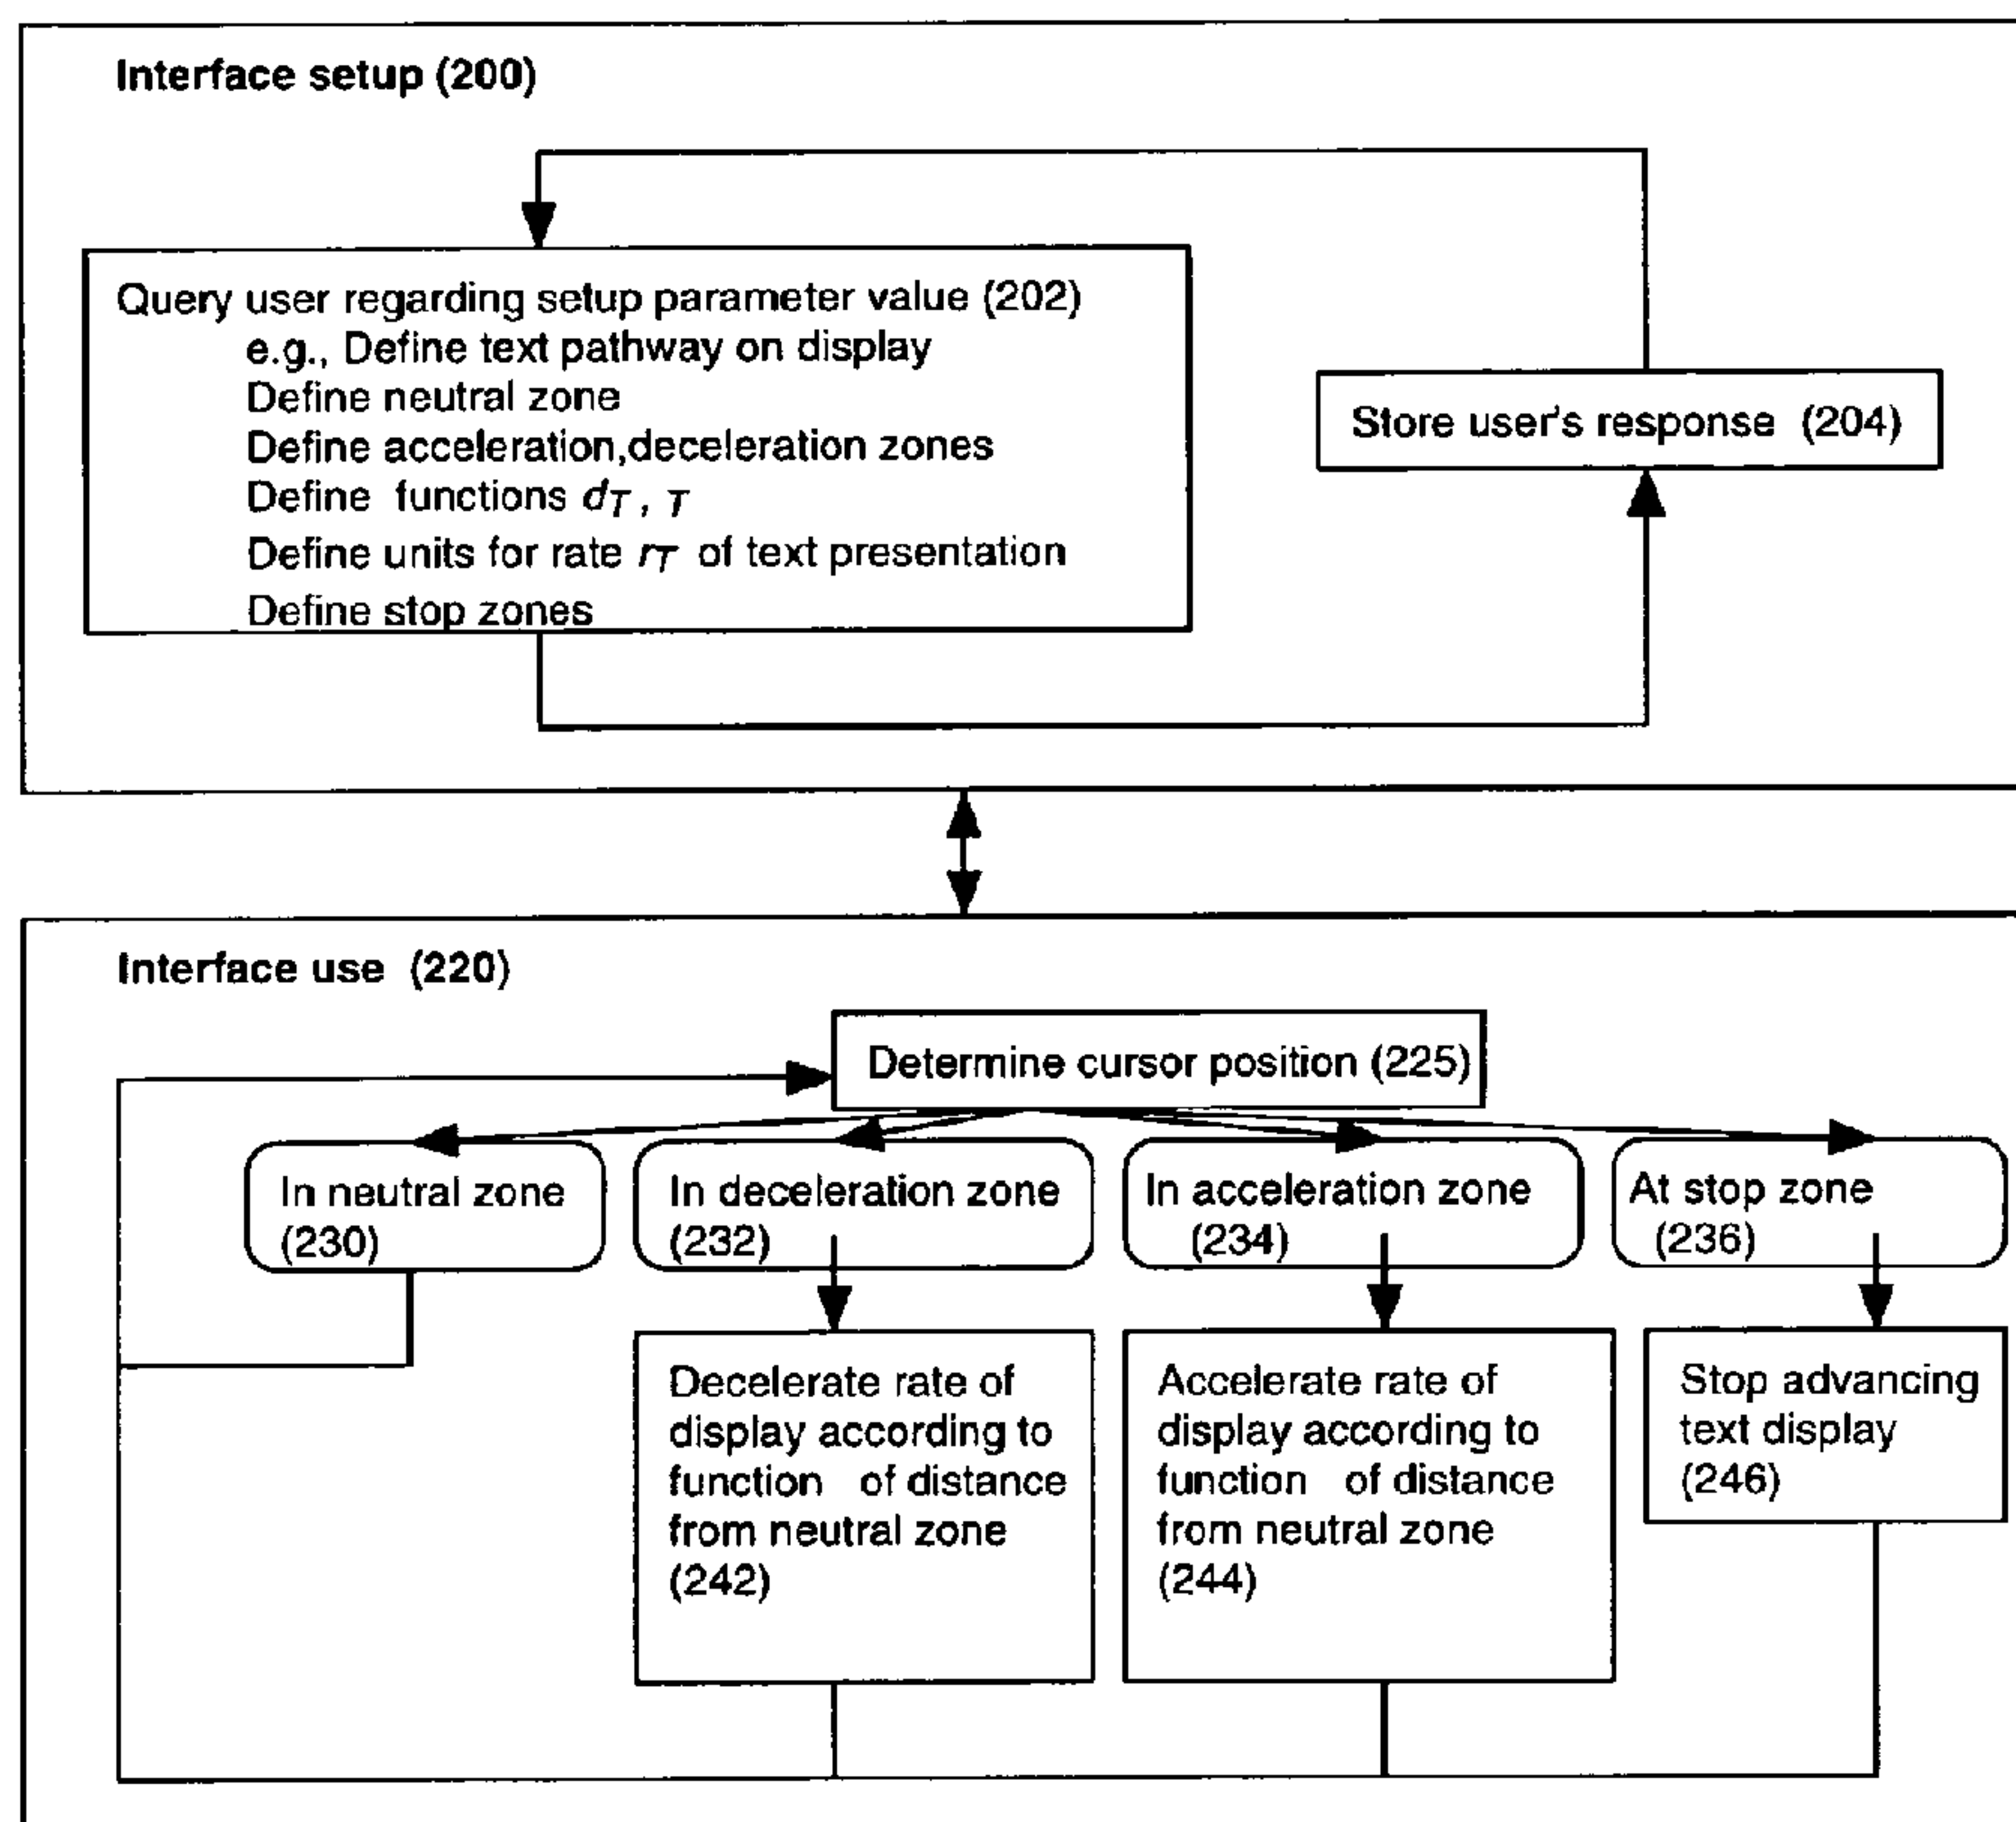 Interface setup (200)
Query user regarding setup parameter value (202)
e.g., Define text pathway on display
Define neutral zone
Define acceleration,deceleration zones
Define functions dT, T
Define units for rate rT of text presentation
Define stop zones
Store user's response (204)
Interface use (220)
Determine cursor position (225)
In neutral zone
(230)
In deceleration zone
(232)
In acceleration zone
(234)
At stop zone
(236)
Decelerate rate of
display according to
function of distance
from neutral zone
(242)
Accelerate rate of
display according to
function of distance
from neutral zone
(244)
Stop advancing
text display
(246)